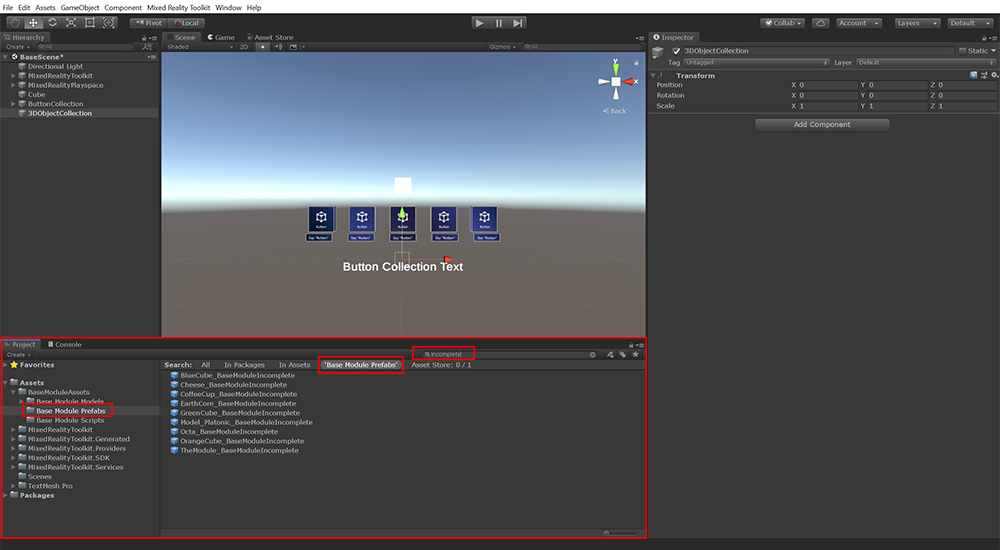 File Edit Assets GameObject Component Mixed Reality Toolkit Window Help
Pivot Local Collab Account Layers Default
Hierarchy
Create All
BaseScene*
Directional Light
MixedRealityToolkit
MixedRealityPlayspace
Cube
ButtonCollection
3DObjectCollection
Scene Game Asset Store
Shaded 2D Gizmos All
y
x
Back
Button Button Button Button Button
Say "Button" Say "Button" Say "Button" Say "Button" Say "Button"
Button Collection Text
Inspector
3DObjectCollection Static
Tag Untagged Layer Default
Transform
Position X 0 Y 0 Z 0
Rotation X 0 Y 0 Z 0
Scale X 1 Y 1 Z 1
Add Component
Project Console
Create incomplete
Favorites
Assets
BaseModuleAssets
Base Module Models
Base Module Prefabs
Base Module Scripts
MixedRealityToolkit
MixedRealityToolkit.Generated
MixedRealityToolkit.Providers
MixedRealityToolkit.SDK
MixedRealityToolkit.Services
Scenes
TextMesh Pro
Packages
Search: All In Packages In Assets 'Base Module Prefabs' Asset Store: 0 / 1
BlueCube_BaseModuleIncomplete
Cheese_BaseModuleIncomplete
CoffeeCup_BaseModuleIncomplete
EarthCore_BaseModuleIncomplete
GreenCube_BaseModuleIncomplete
Model_Platonic_BaseModuleIncomplete
Octa_BaseModuleIncomplete
OrangeCube_BaseModuleIncomplete
TheModule_BaseModuleIncomplete